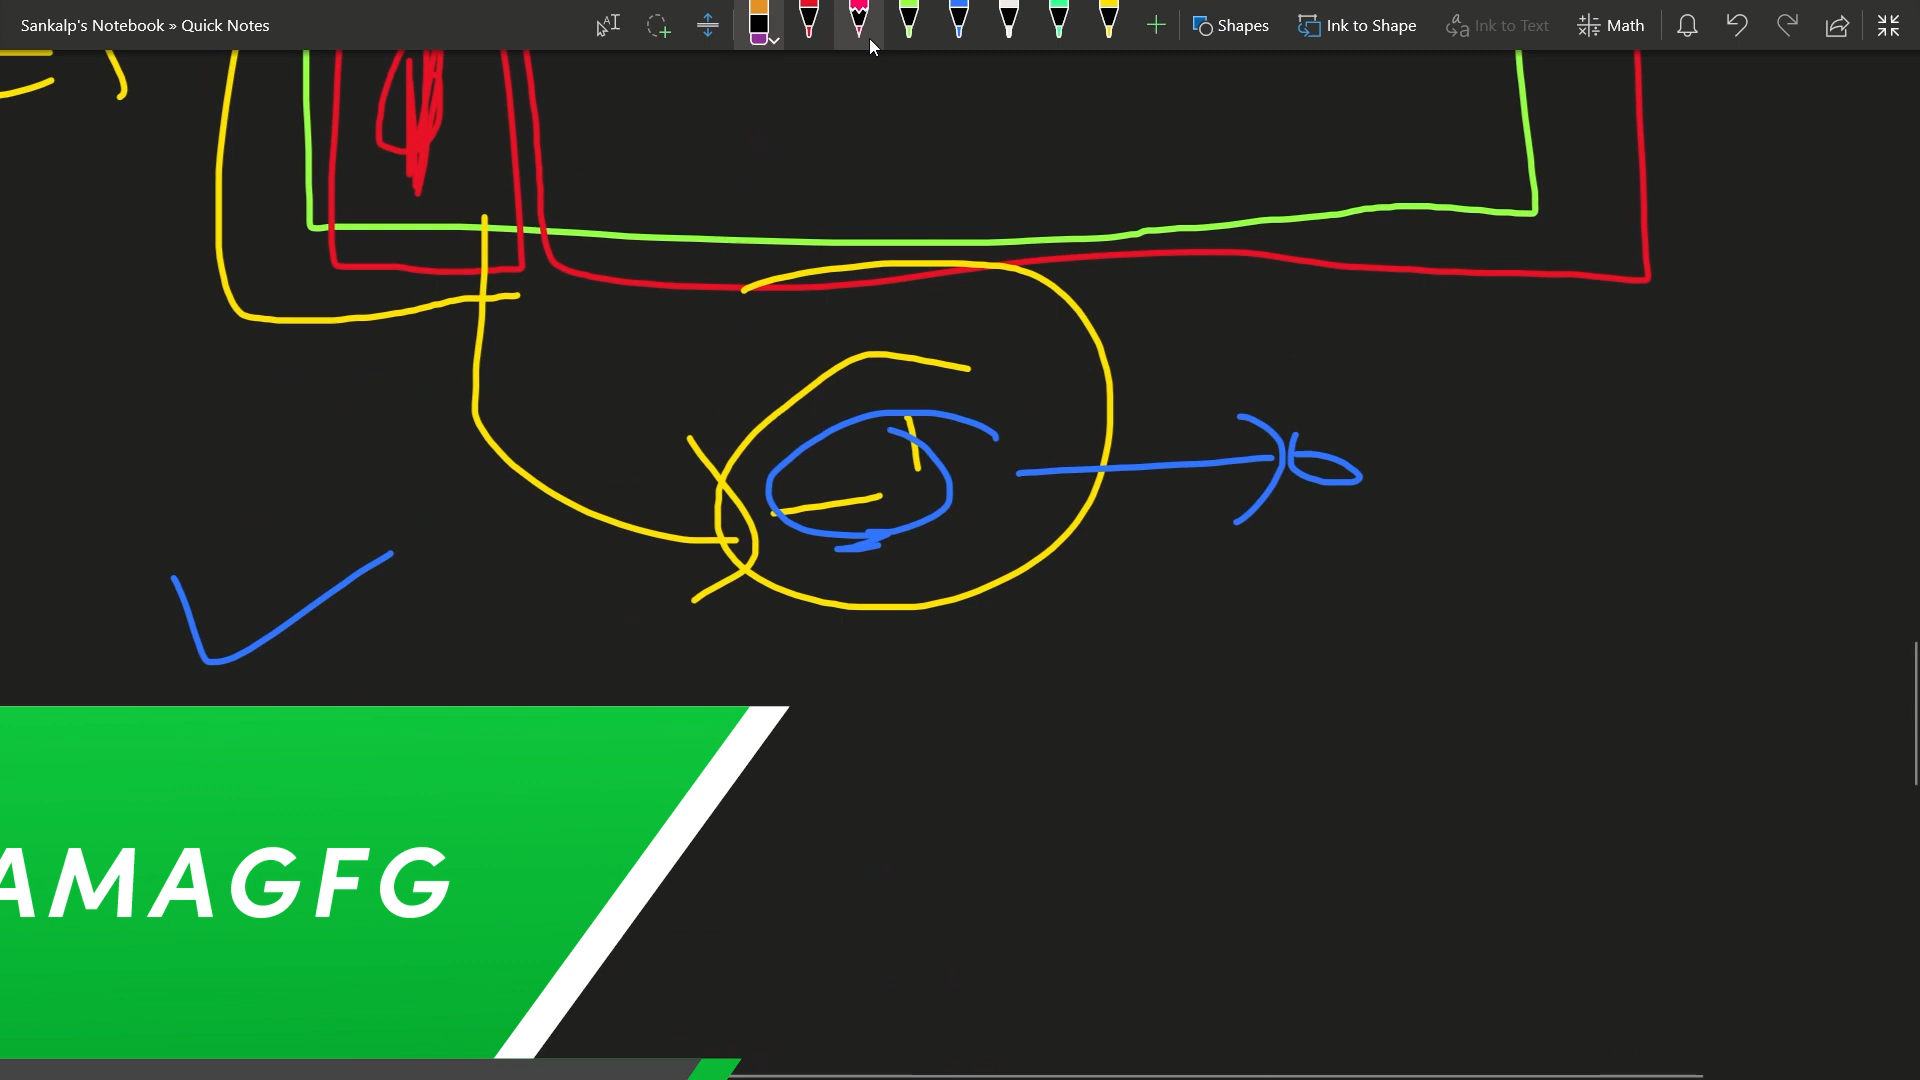 Sankalp's Notebook » Quick Notes
Shapes
Ink to Shape
Ink to Text
Math
AMAGFG